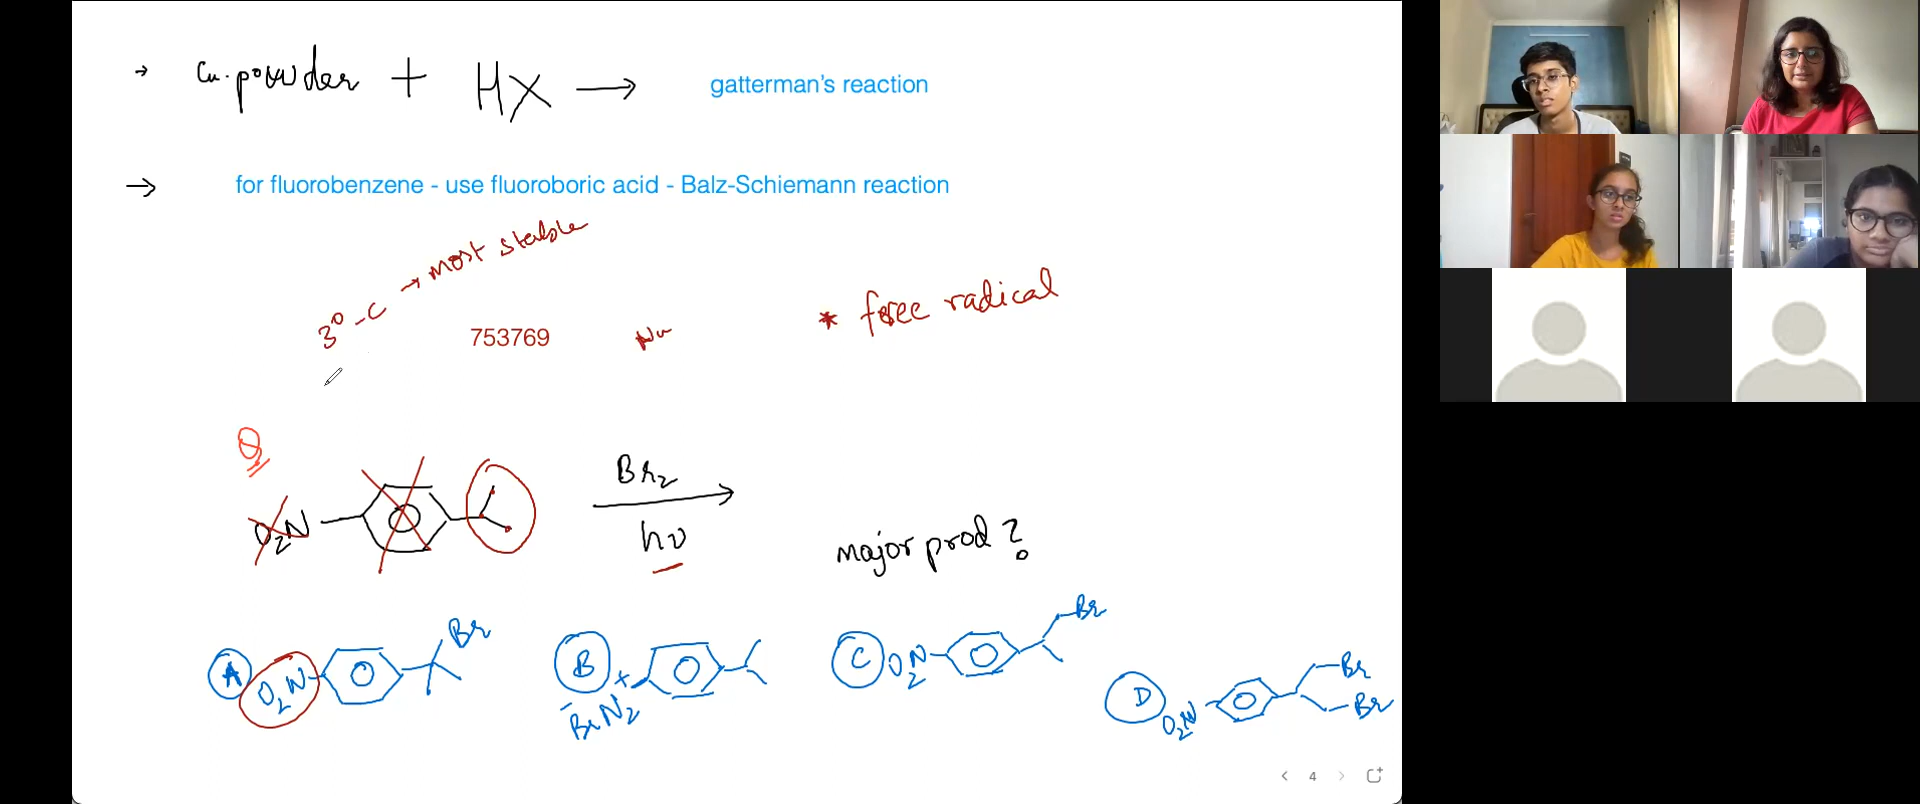 → Cu·powder + HX → gatterman's reaction
→ for fluorobenzene - use fluoroboric acid - Balz-Schiemann reaction
3° - C → most stable
753769
Nu
* free radical
Q
O₂N
Br₂
hν
major prod ?
A O₂N Br
B BrN₂
C O₂N Br
D O₂N Br Br
< 4 >